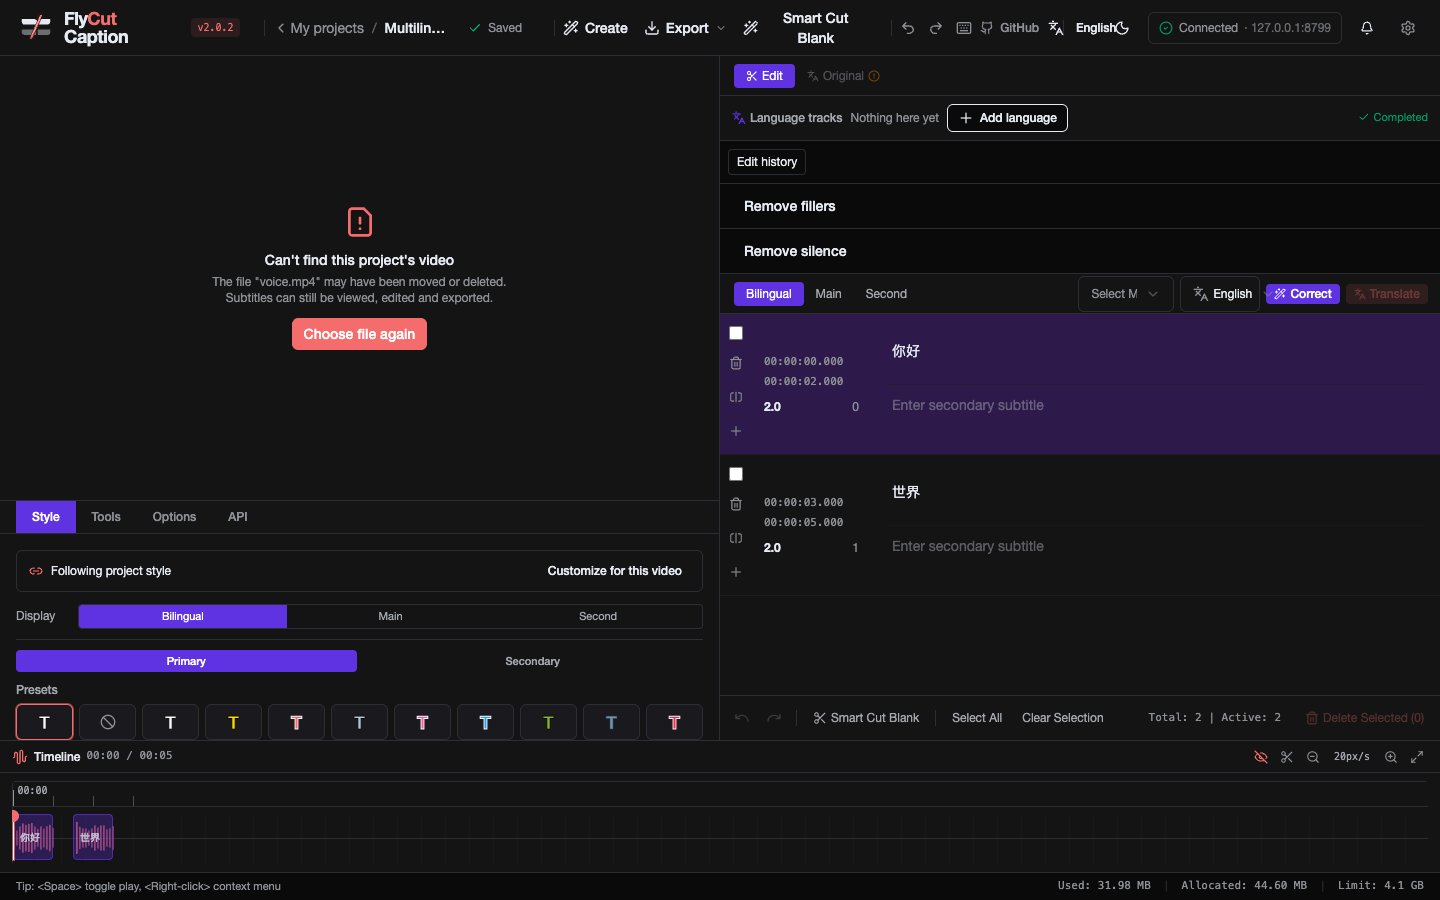 FlyCut
Caption
v2.0.2
My projects / Multilin...
Saved
Create
Export
Smart Cut
Blank
GitHub
English
Connected · 127.0.0.1:8799
Edit
Original
Language tracks Nothing here yet
Add language
Completed
Edit history
Remove fillers
Remove silence
Bilingual
Main
Second
Select M
English
Correct
Translate
00:00:00.000
00:00:02.000
2.0
0
你好
Enter secondary subtitle
00:00:03.000
00:00:05.000
2.0
1
世界
Enter secondary subtitle
Smart Cut Blank
Select All
Clear Selection
Total: 2 | Active: 2
Delete Selected (0)
Can't find this project's video
The file "voice.mp4" may have been moved or deleted.
Subtitles can still be viewed, edited and exported.
Choose file again
Style
Tools
Options
API
Following project style
Customize for this video
Display
Bilingual
Main
Second
Primary
Secondary
Presets
T
T
T
T
T
T
T
T
T
T
Timeline 00:00 / 00:05
20px/s
00:00
你好
世界
Tip: <Space> toggle play, <Right-click> context menu
Used: 31.98 MB | Allocated: 44.60 MB | Limit: 4.1 GB